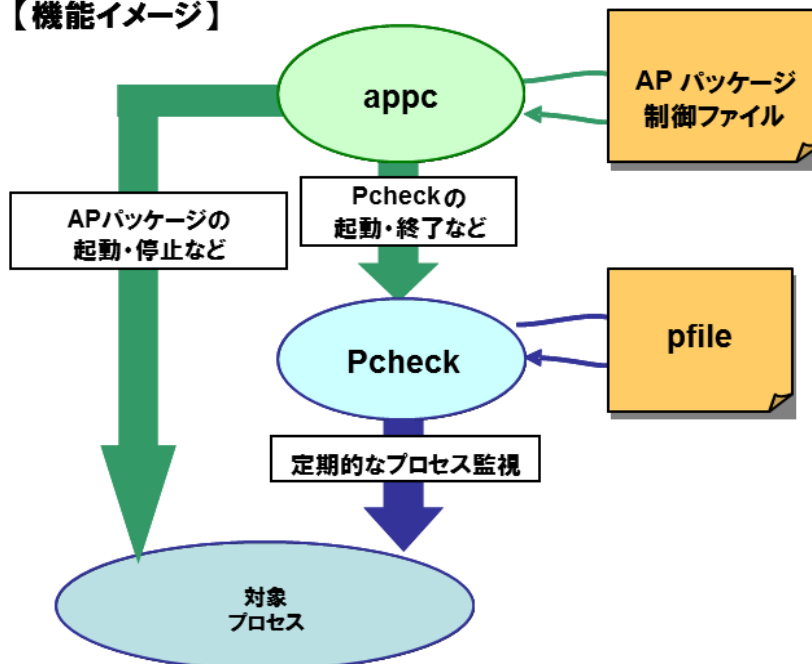 【機能イメージ】
appc
AP パッケージ
制御ファイル
APパッケージの
起動・停止など
Pcheckの
起動・終了など
Pcheck
pfile
定期的なプロセス監視
対象
プロセス